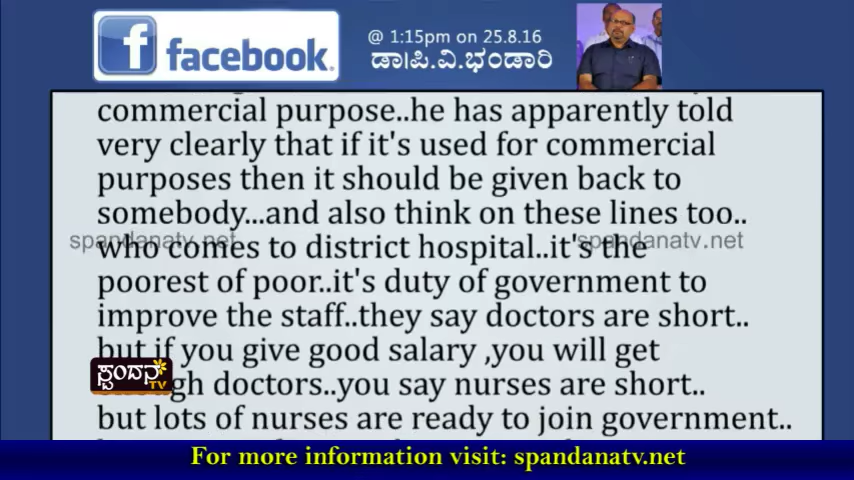 f facebook.
@ 1:15pm on 25.8.16
ಡಾ|ಪಿ.ವಿ.ಭಂಡಾರಿ
commercial purpose..he has apparently told
very clearly that if it's used for commercial
purposes then it should be given back to
somebody...and also think on these lines too..
spandanatv.net spandanatv.net
who comes to district hospital..it's the
poorest of poor..it's duty of government to
improve the staff..they say doctors are short..
but if you give good salary ,you will get
doctors..you say nurses are short..
ಸ್ಪಂದನ TV
but lots of nurses are ready to join government..
For more information visit: spandanatv.net